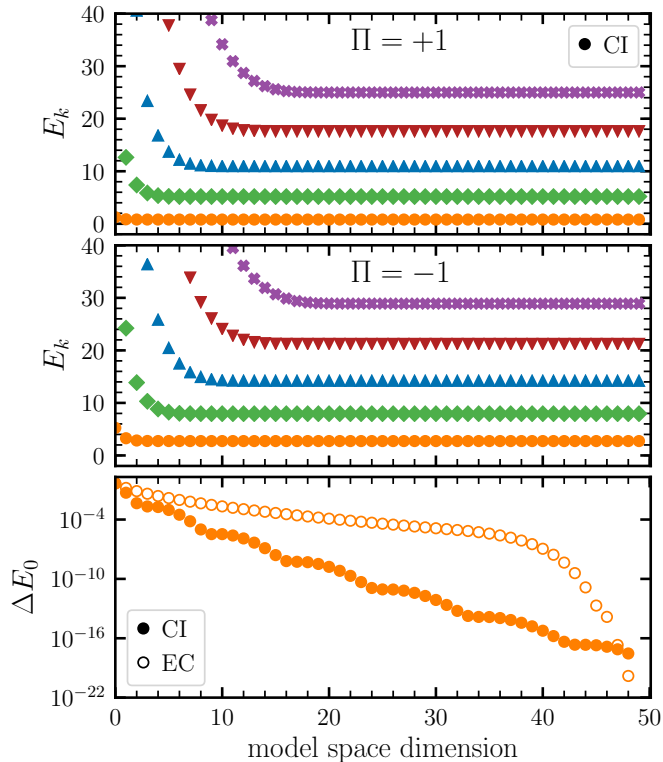 40
30
20
10
0
E_k
Π = +1
CI
40
30
20
10
0
E_k
Π = −1
10^{−4}
10^{−10}
10^{−16}
10^{−22}
ΔE_0
CI
EC
0 10 20 30 40 50
model space dimension